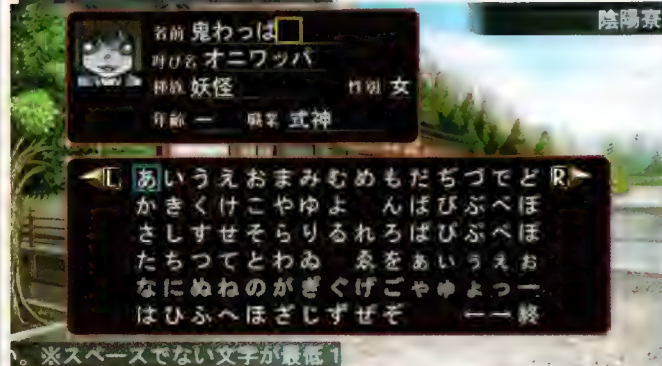 陰陽寮
名前 鬼わっぱ
呼び名 オニワッパ
種族 妖怪 性別 女
年齢 ー 職業 式神
L あいうえおまみむめもだぢづでど R
かきくけこやゆよ んばびぶべぼ
さしすせそらりるれろぱぴぷぺぽ
たちつてとわゐ ゑをぁぃぅぇぉ
なにぬねのがぎぐげごゃゅょっー
はひふへほざじずぜぞ 終
。※スペースでない文字が最低1